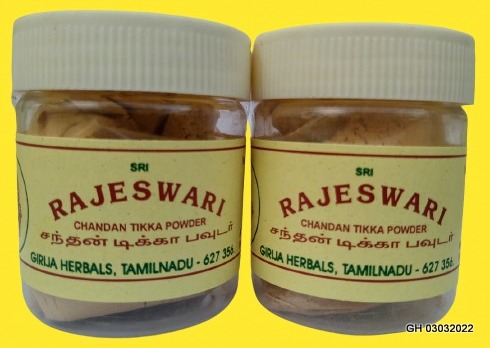 SRI
RAJESWARI
CHANDAN TIKKA POWDER
சந்தன் டிக்கா பவுடர்
GIRIJA HERBALS, TAMILNADU - 627 356.
SRI
RAJESWARI
CHANDAN TIKKA POWDER
சந்தன் டிக்கா பவுடர்
GIRIJA HERBALS, TAMILNADU - 627 356.
GH 03032022